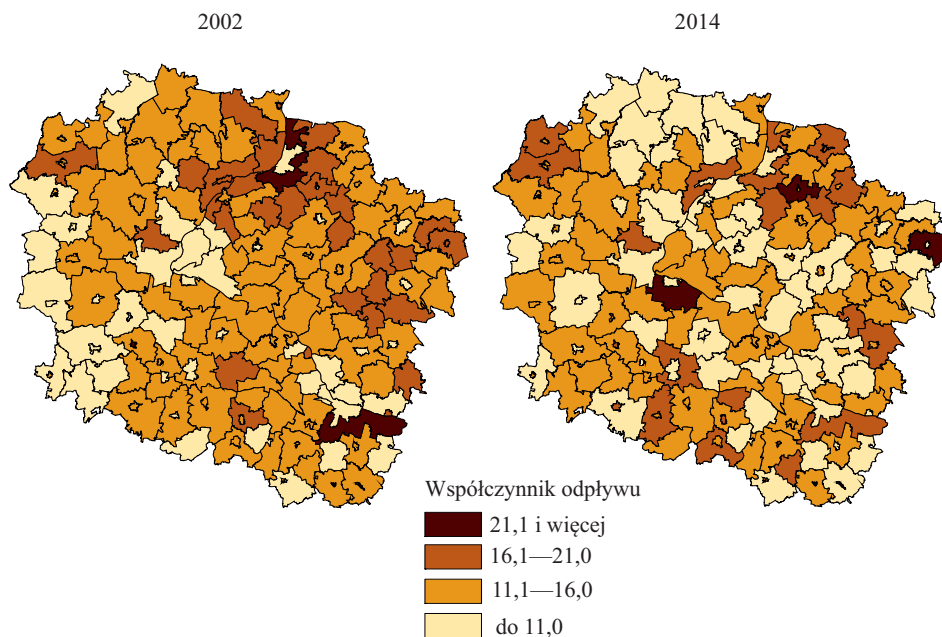 2002
2014
Współczynnik odpływu
21,1 i więcej
16,1—21,0
11,1—16,0
do 11,0